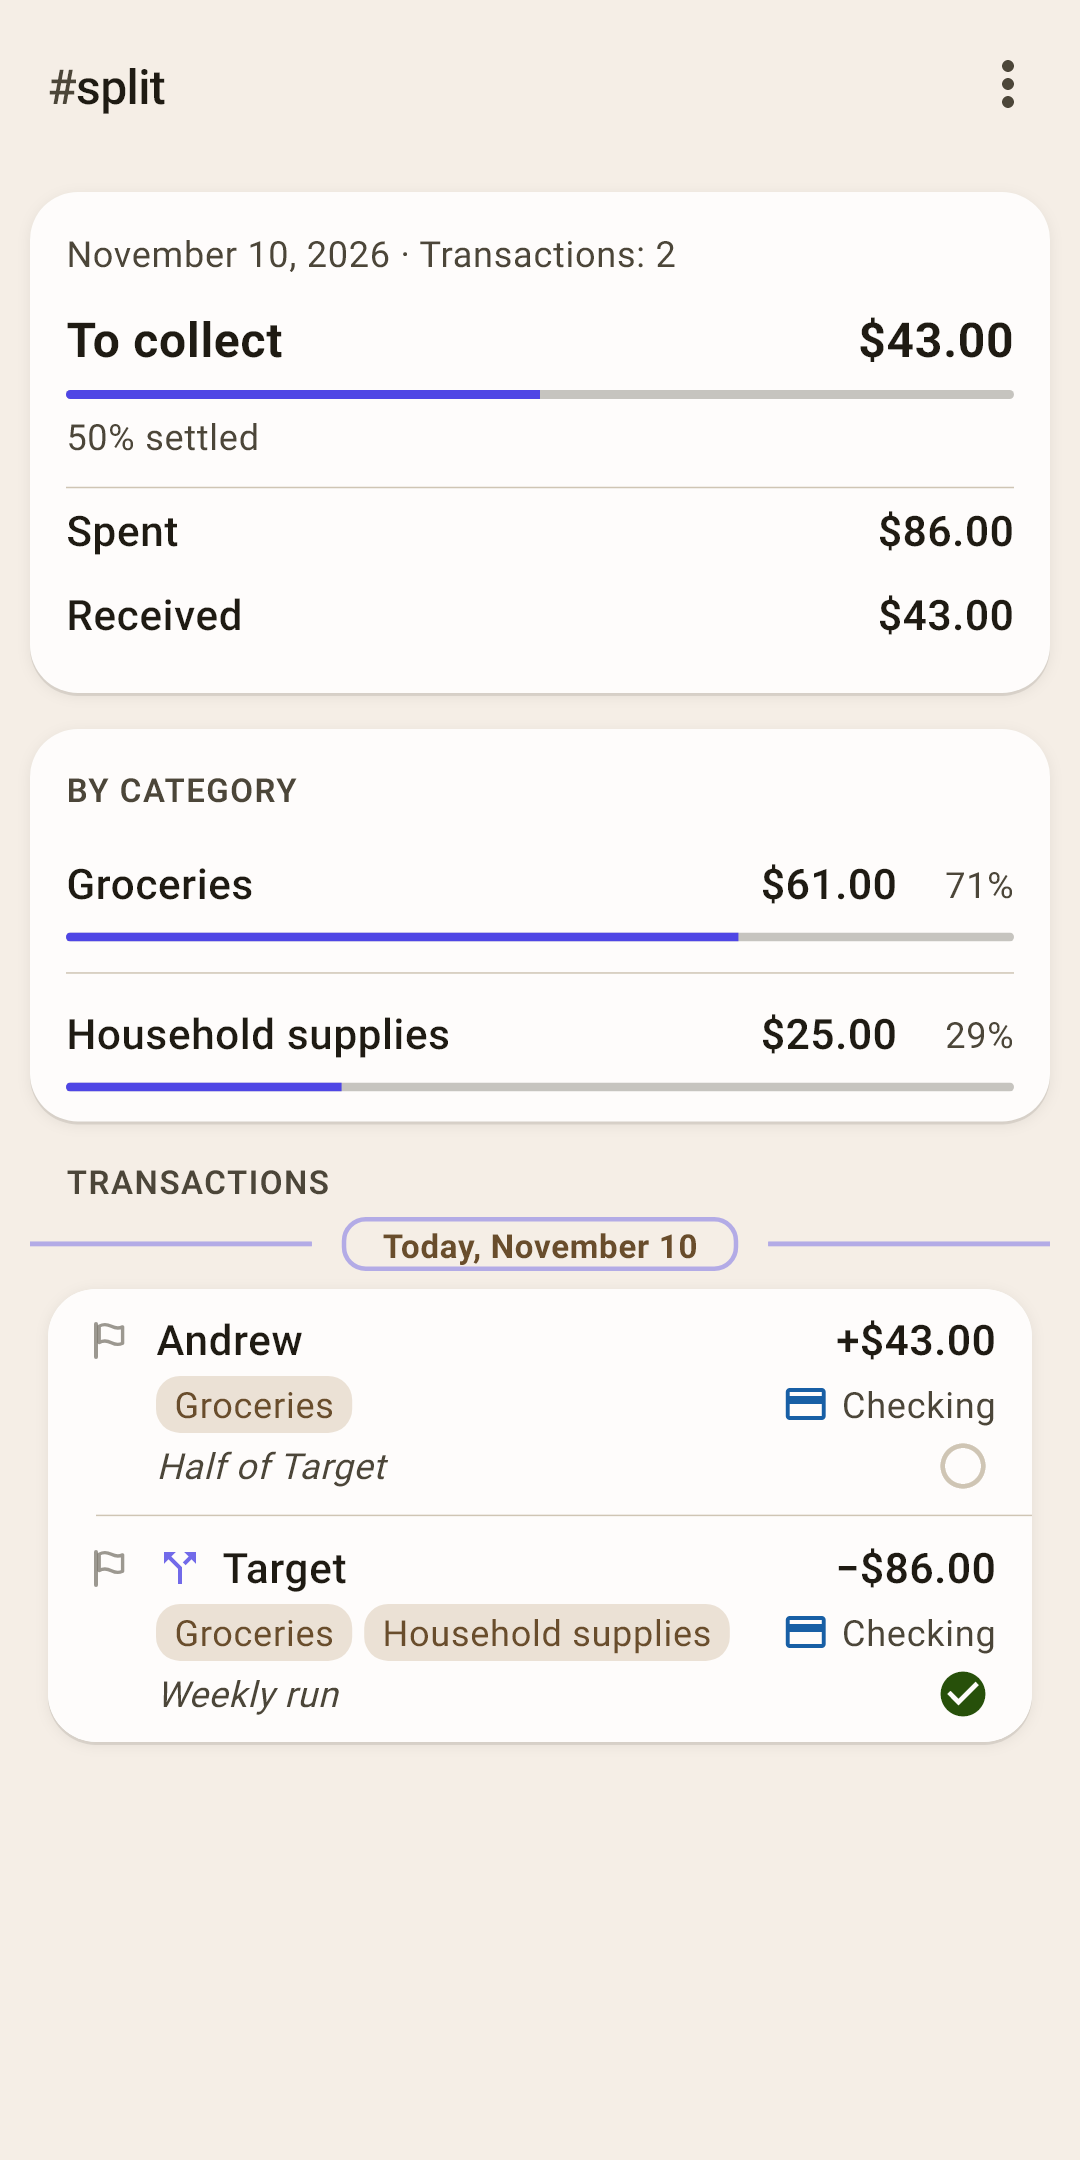 #split
November 10, 2026 · Transactions: 2
To collect $43.00
50% settled
Spent $86.00
Received $43.00
BY CATEGORY
Groceries $61.00 71%
Household supplies $25.00 29%
TRANSACTIONS
Today, November 10
Andrew +$43.00
Groceries Checking
Half of Target
Target −$86.00
Groceries Household supplies Checking
Weekly run